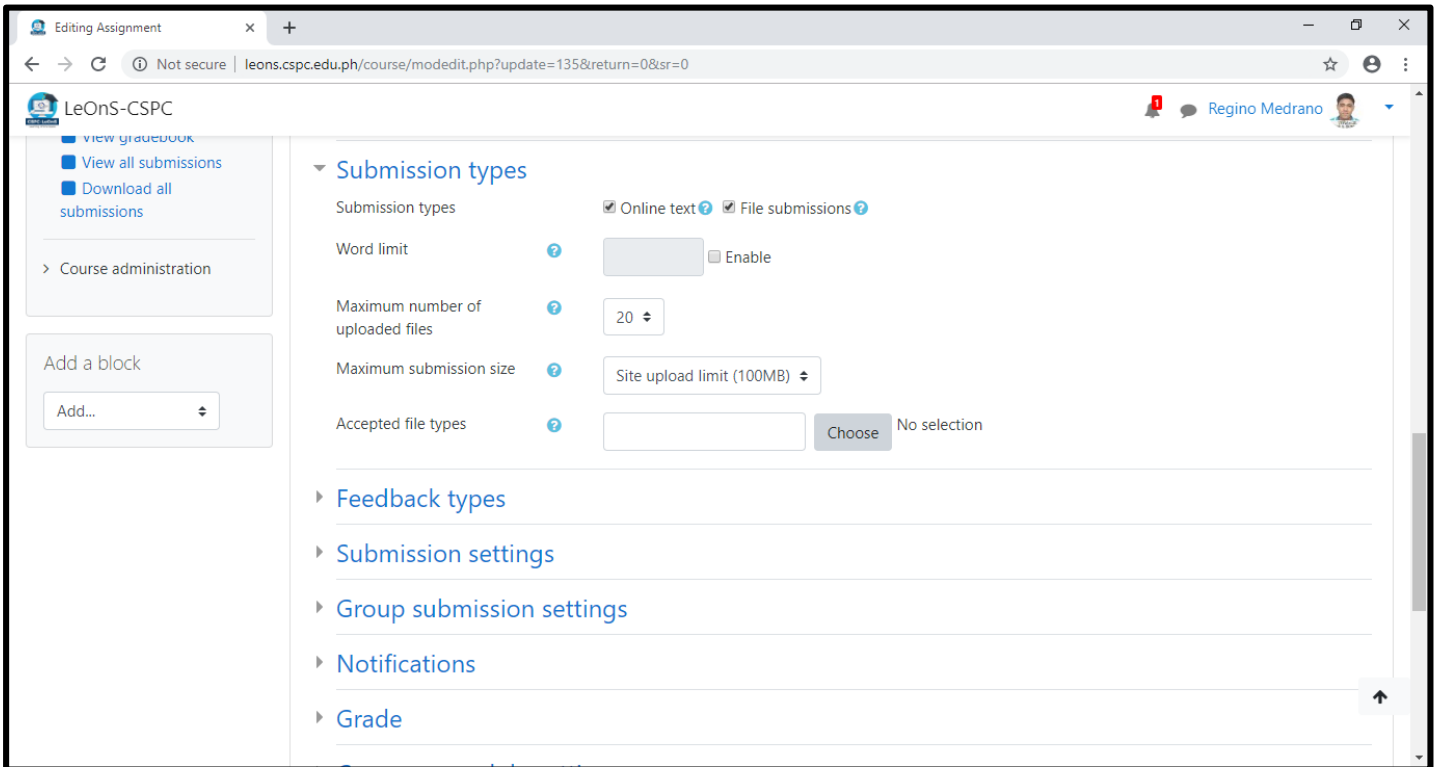 Editing Assignment
Not secure | leons.cspc.edu.ph/course/modedit.php?update=135&return=0&sr=0
LeOnS-CSPC
1
Regino Medrano
View gradebook
View all submissions
Download all
submissions
Course administration
Add a block
Add...
Submission types
Submission types
Online text File submissions
Word limit
Enable
Maximum number of
uploaded files
20
Maximum submission size
Site upload limit (100MB)
Accepted file types
Choose No selection
Feedback types
Submission settings
Group submission settings
Notifications
Grade